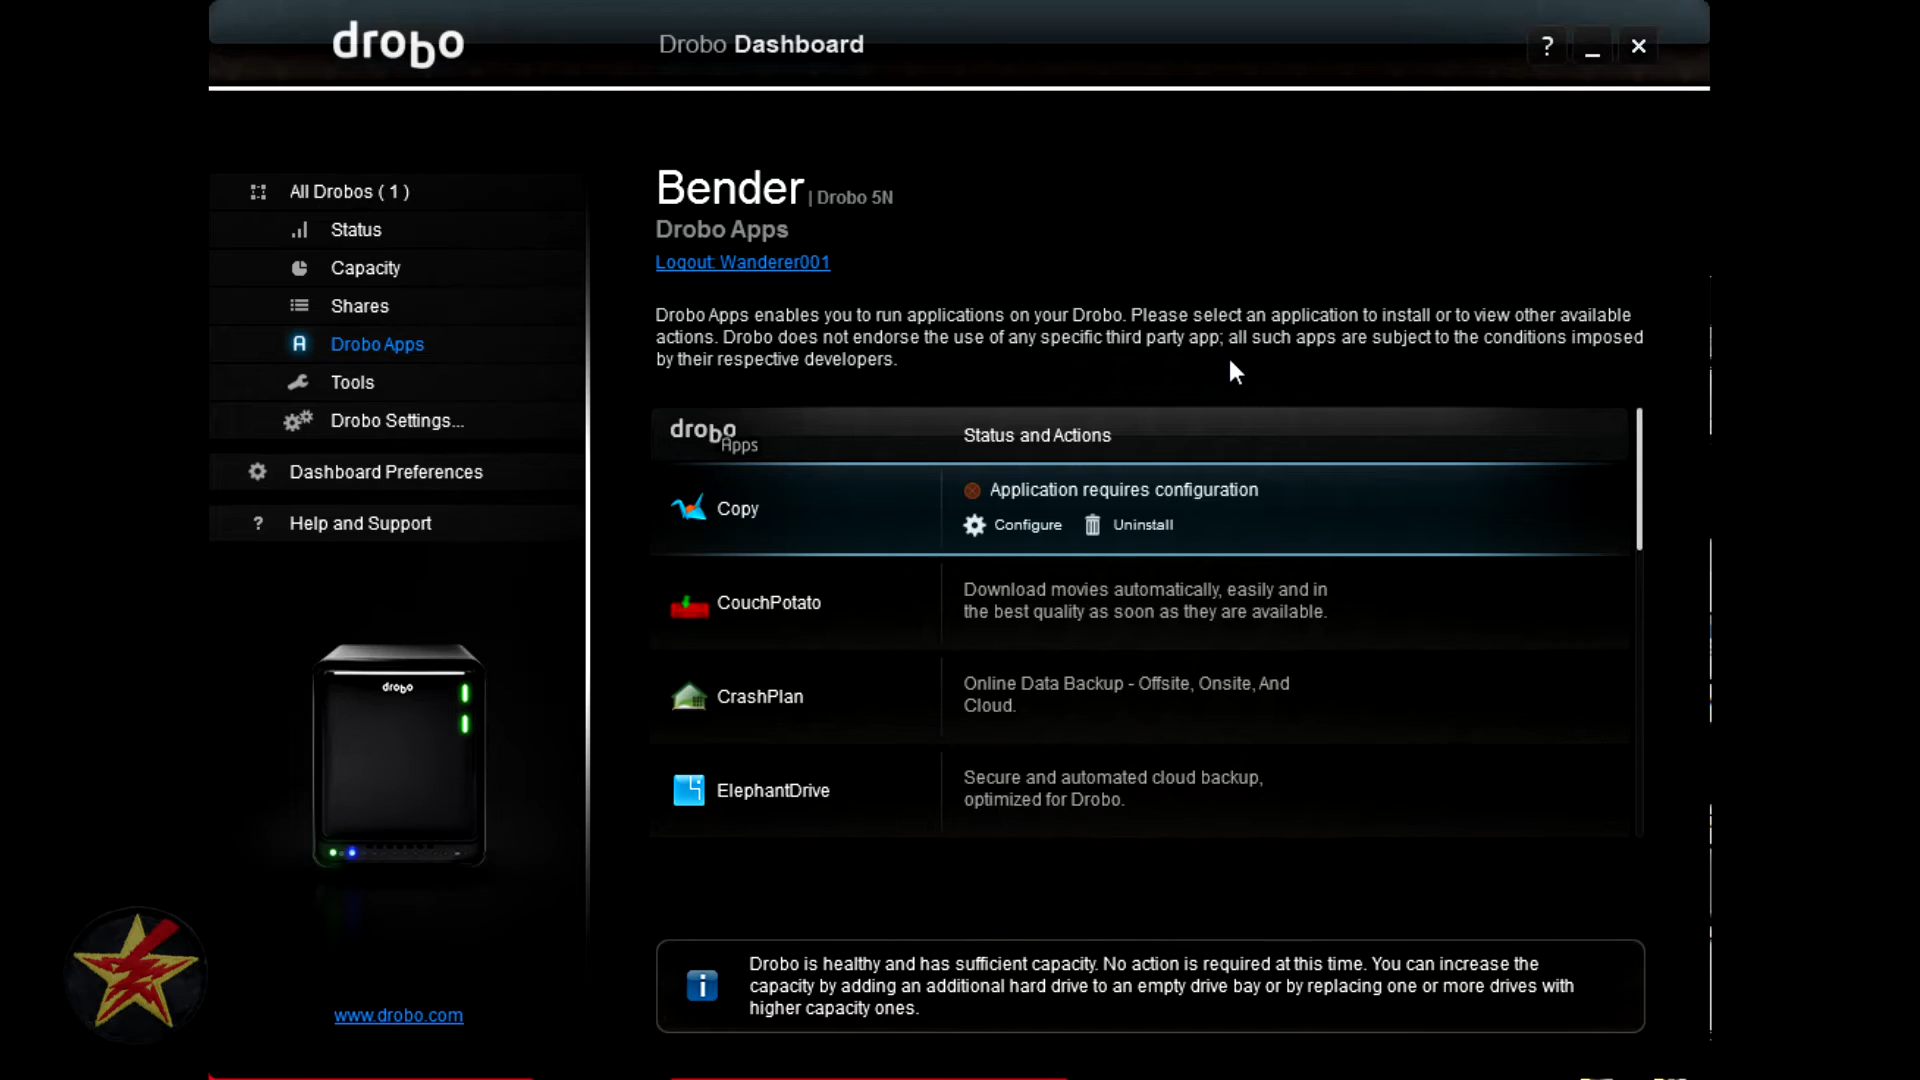 drobo
Drobo Dashboard
? _ ×
All Drobos ( 1 )
Status
Capacity
Shares
Drobo Apps
Tools
Drobo Settings...
Dashboard Preferences
? Help and Support
drobo
www.drobo.com
Bender | Drobo 5N
Drobo Apps
Logout: Wanderer001
Drobo Apps enables you to run applications on your Drobo. Please select an application to install or to view other available
actions. Drobo does not endorse the use of any specific third party app; all such apps are subject to the conditions imposed
by their respective developers.
drobo Apps
Status and Actions
Copy
Application requires configuration
Configure Uninstall
CouchPotato
Download movies automatically, easily and in
the best quality as soon as they are available.
CrashPlan
Online Data Backup - Offsite, Onsite, And
Cloud.
ElephantDrive
Secure and automated cloud backup,
optimized for Drobo.
Drobo is healthy and has sufficient capacity. No action is required at this time. You can increase the
capacity by adding an additional hard drive to an empty drive bay or by replacing one or more drives with
higher capacity ones.